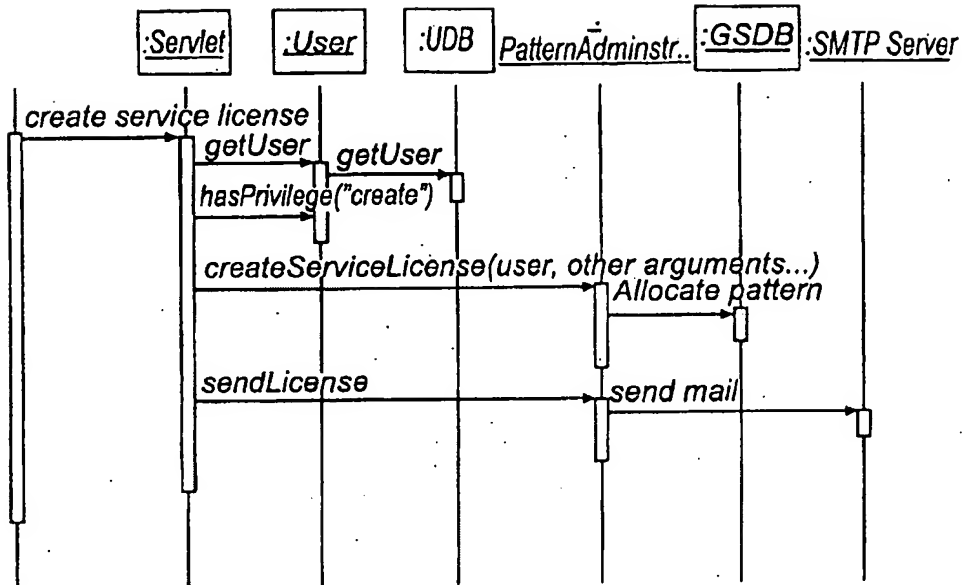 :Servlet
:User
:UDB
PatternAdminstr..
:GSDB
:SMTP Server
create service license
getUser
getUser
hasPrivilege("create")
createServiceLicense(user, other arguments...)
Allocate pattern
sendLicense
send mail